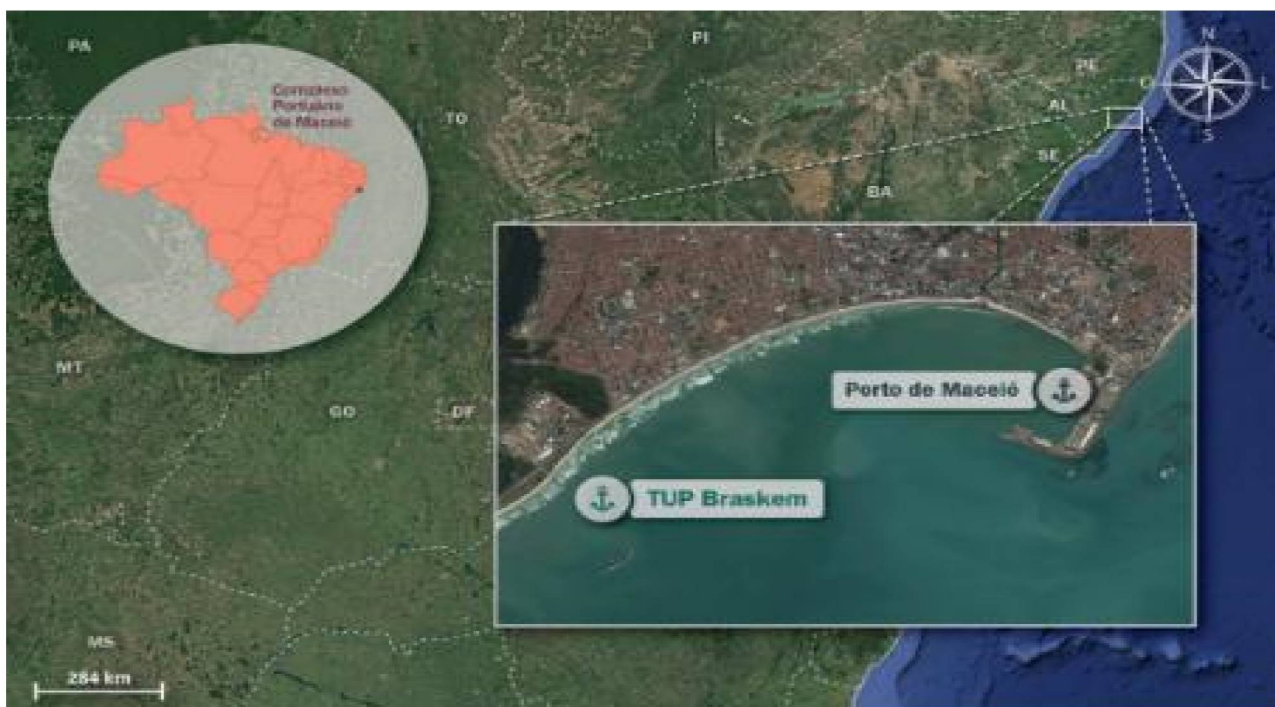 PA
PI
N
Complexo
Portuário
de Maceió
PE
O
L
TO
AL
S
SE
BA
Porto de Maceió
MT
GO
DF
TUP Braskem
MS
284 km